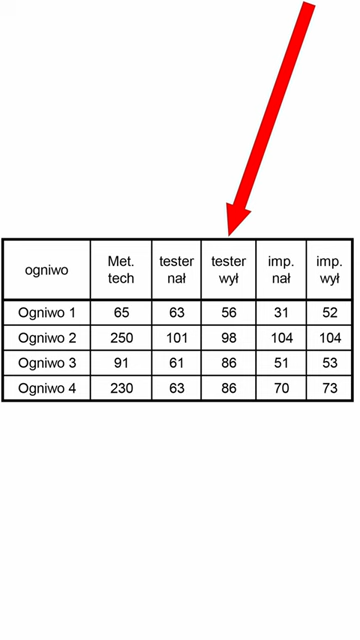 ogniwo Met. tech tester nał tester wył imp. nał imp. wył
Ogniwo 1 65 63 56 31 52
Ogniwo 2 250 101 98 104 104
Ogniwo 3 91 61 86 51 53
Ogniwo 4 230 63 86 70 73